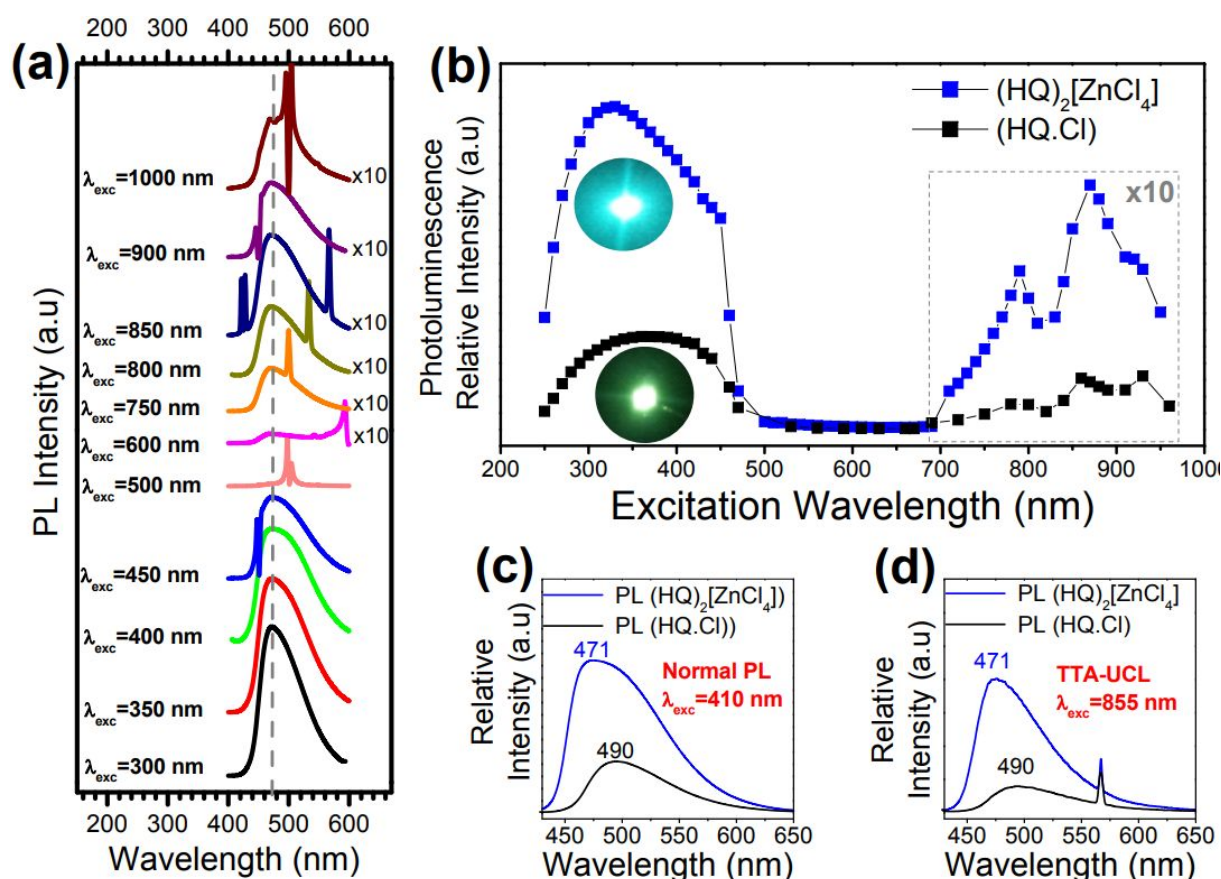 (a)
200 300 400 500 600
PL Intensity (a.u)
λexc=1000 nm
x10
λexc=900 nm
x10
λexc=850 nm
x10
λexc=800 nm
x10
λexc=750 nm
x10
λexc=600 nm
x10
λexc=500 nm
λexc=450 nm
λexc=400 nm
λexc=350 nm
λexc=300 nm
200 300 400 500 600
Wavelength (nm)
(b)
Photoluminescence
Relative Intensity (a.u)
(HQ)2[ZnCl4]
(HQ.Cl)
x10
200 300 400 500 600 700 800 900 1000
Excitation Wavelength (nm)
(c)
Relative
Intensity (a.u)
PL (HQ)2[ZnCl4])
PL (HQ.Cl))
471
Normal PL
λexc=410 nm
490
450 500 550 600 650
Wavelength (nm)
(d)
Relative
Intensity (a.u)
PL (HQ)2[ZnCl4]
PL (HQ.Cl)
471
TTA-UCL
λexc=855 nm
490
450 500 550 600 650
Wavelength (nm)